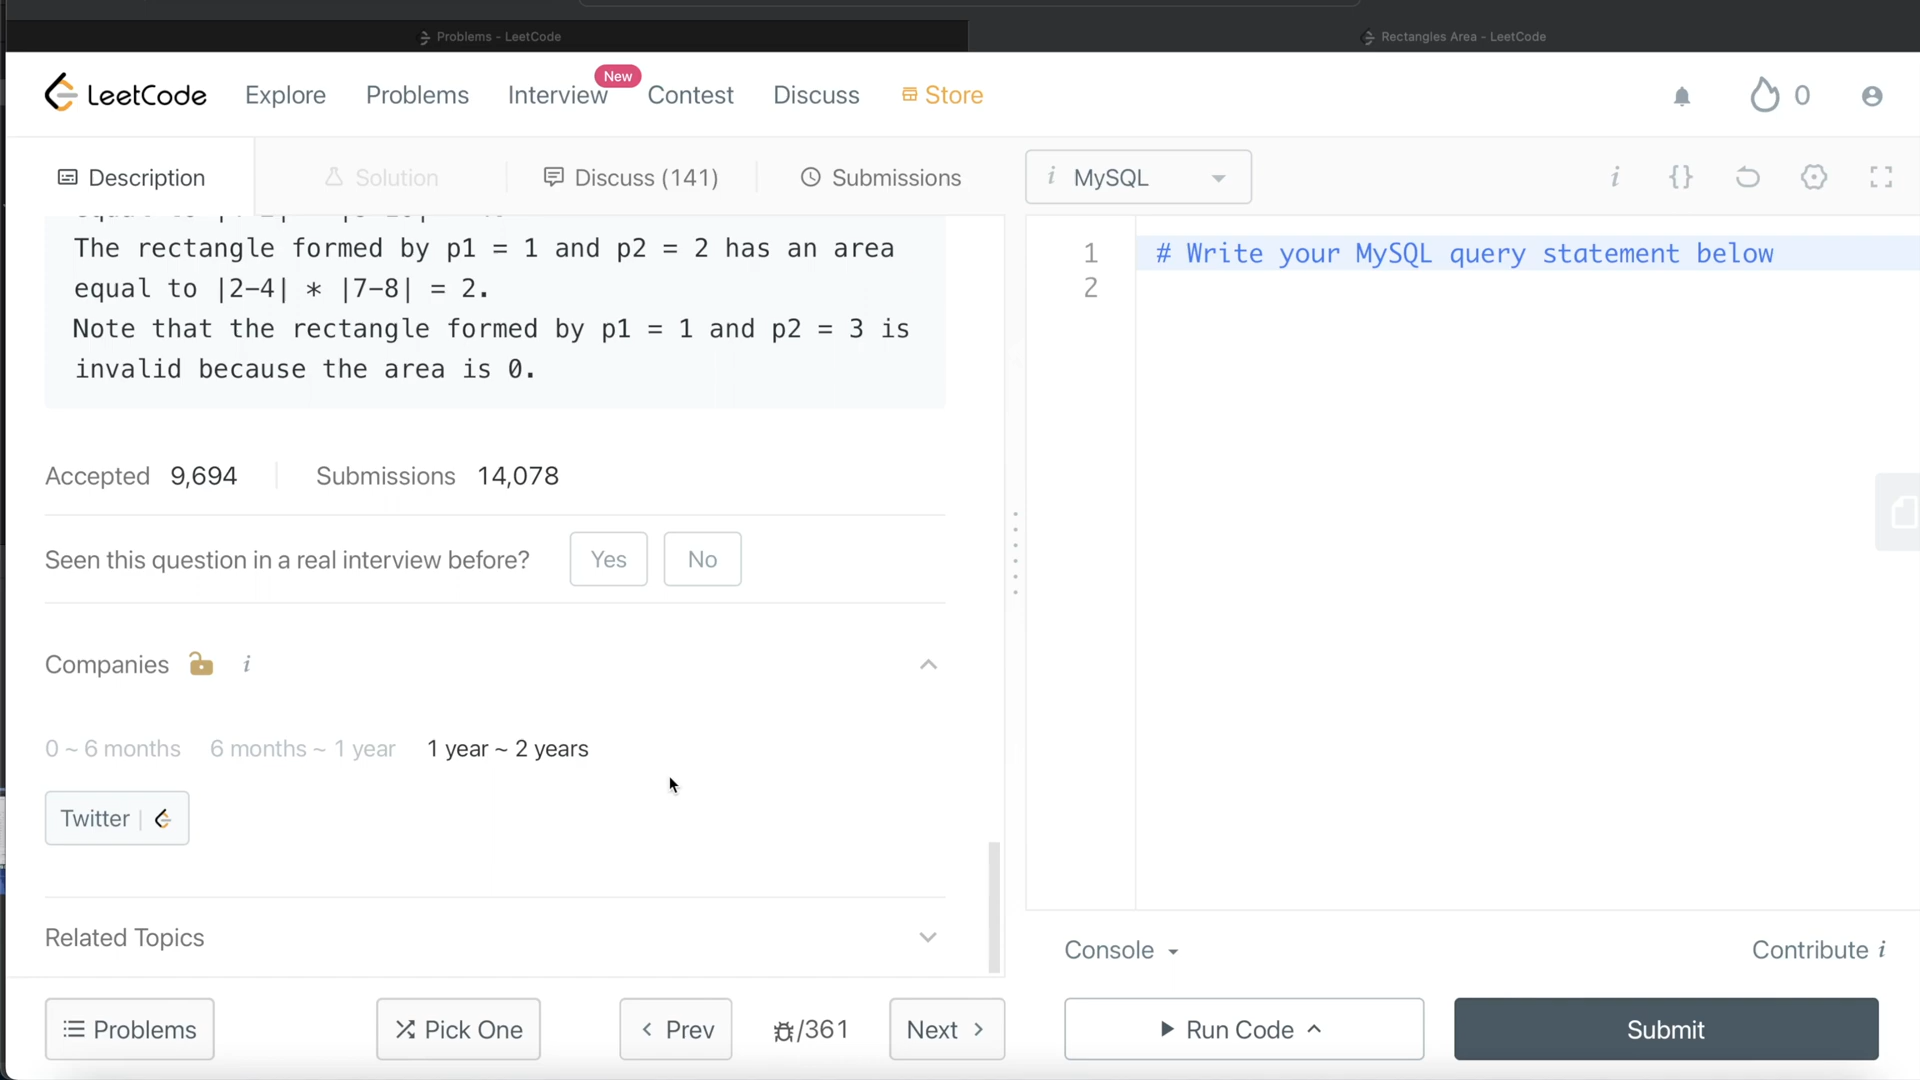 Problems - LeetCode
Rectangles Area - LeetCode
LeetCode
Explore
Problems
Interview
New
Contest
Discuss
Store
0
Description
Solution
Discuss (141)
Submissions
i MySQL
i {}
The rectangle formed by p1 = 1 and p2 = 2 has an area
equal to |2-4| * |7-8| = 2.
Note that the rectangle formed by p1 = 1 and p2 = 3 is
invalid because the area is 0.
Accepted 9,694
Submissions 14,078
Seen this question in a real interview before?
Yes
No
Companies i
0 ~ 6 months
6 months ~ 1 year
1 year ~ 2 years
Twitter
Related Topics
Problems
Pick One
Prev
/361
Next
1 # Write your MySQL query statement below
2
Console
Contribute i
Run Code
Submit